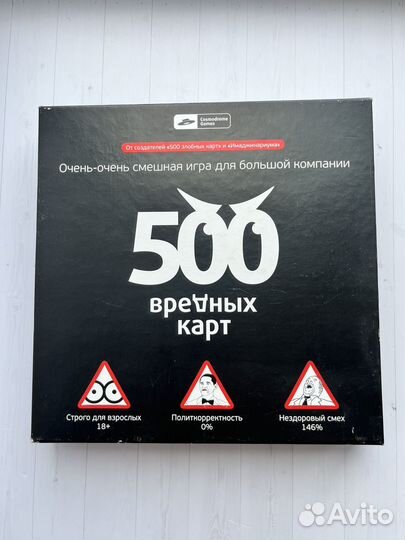 Cosmodrome
Games
От создателей «500 злобных карт» и «Имаджинариума»
Очень-очень смешная игра для большой компании
500
вредных
карт
Строго для взрослых
18+
Политкорректность
0%
Нездоровый смех
146%
Avito